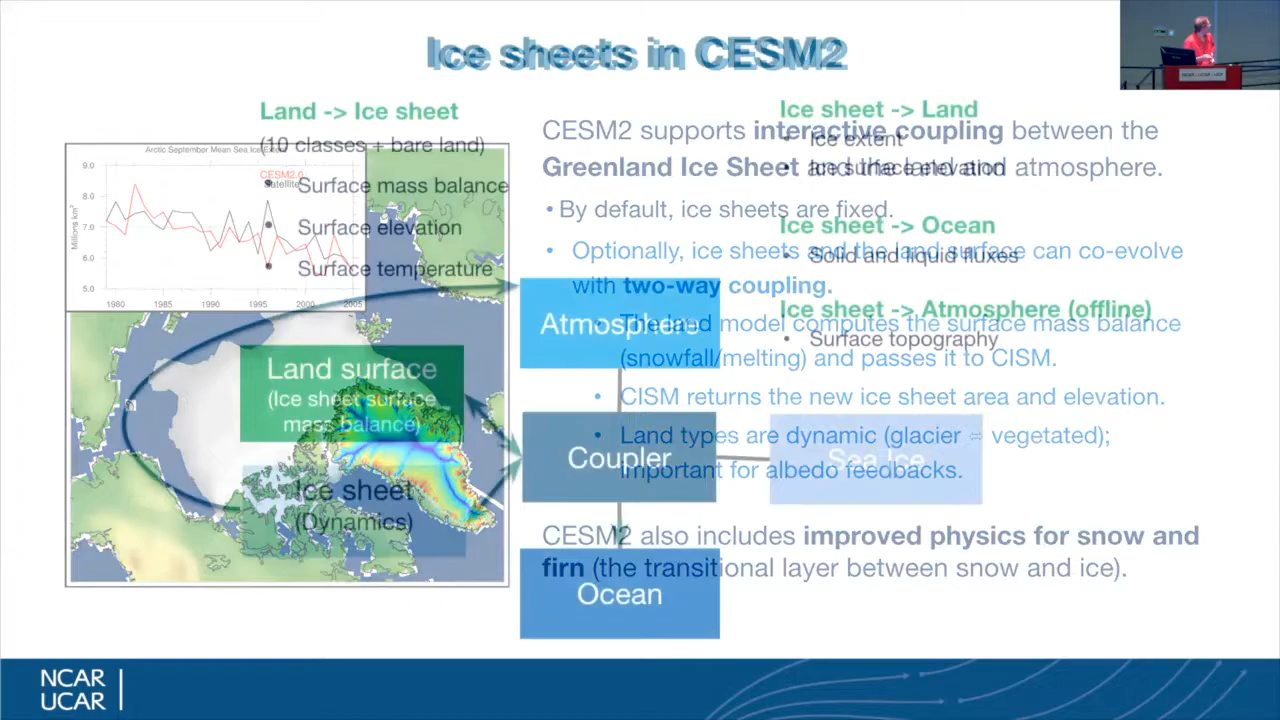 Ice sheets in CESM2
Land -> Ice sheet
(10 classes + bare land)
• Surface mass balance
• Surface elevation
• Surface temperature
Ice sheet -> Land
• Ice extent
• Ice surface elevation
Ice sheet -> Ocean
• Solid and liquid fluxes
Ice sheet -> Atmosphere (offline)
• Surface topography
CESM2 supports interactive coupling between the
Greenland Ice Sheet and the land and atmosphere.
• By default, ice sheets are fixed.
• Optionally, ice sheets and the land surface can co-evolve
with two-way coupling.
• The land model computes the surface mass balance
(snowfall/melting) and passes it to CISM.
• CISM returns the new ice sheet area and elevation.
• Land types are dynamic (glacier ⇔ vegetated);
important for albedo feedbacks.
CESM2 also includes improved physics for snow and
firn (the transitional layer between snow and ice).
Arctic September Mean Sea Ice Extent
CESM2.0
Satellite
Millions km²
9.0
8.0
7.0
6.0
5.0
1980
1985
1990
1995
2000
2005
Atmosphere
Land surface
(Ice sheet surface
mass balance)
Coupler
Sea Ice
Ice sheet
(Dynamics)
Ocean
NCAR
UCAR